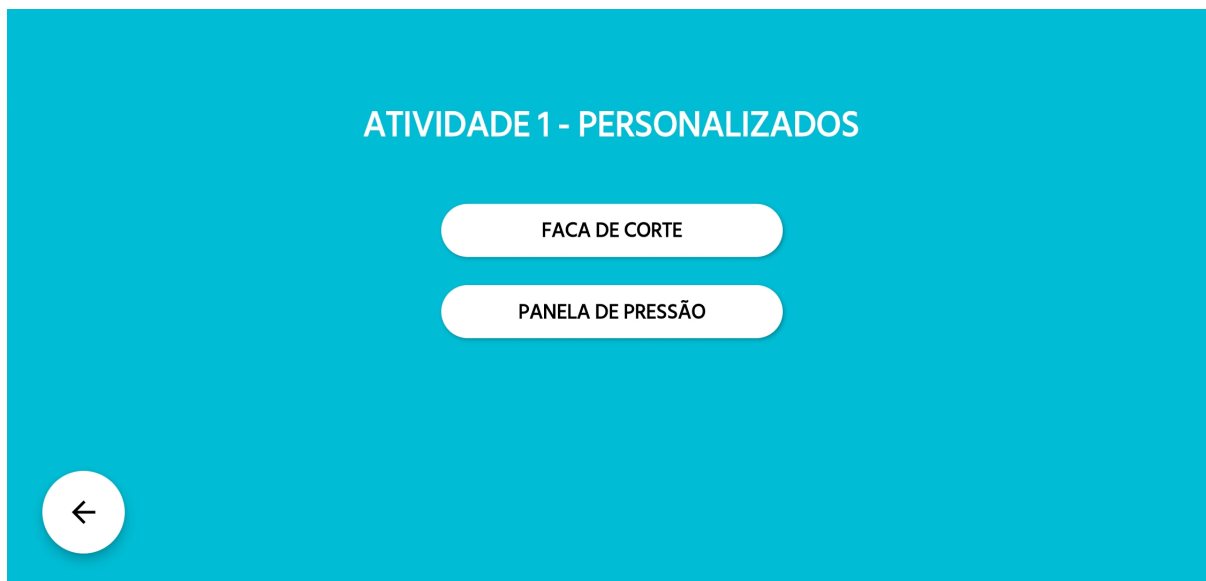 ATIVIDADE 1 - PERSONALIZADOS
FACA DE CORTE
PANELA DE PRESSÃO